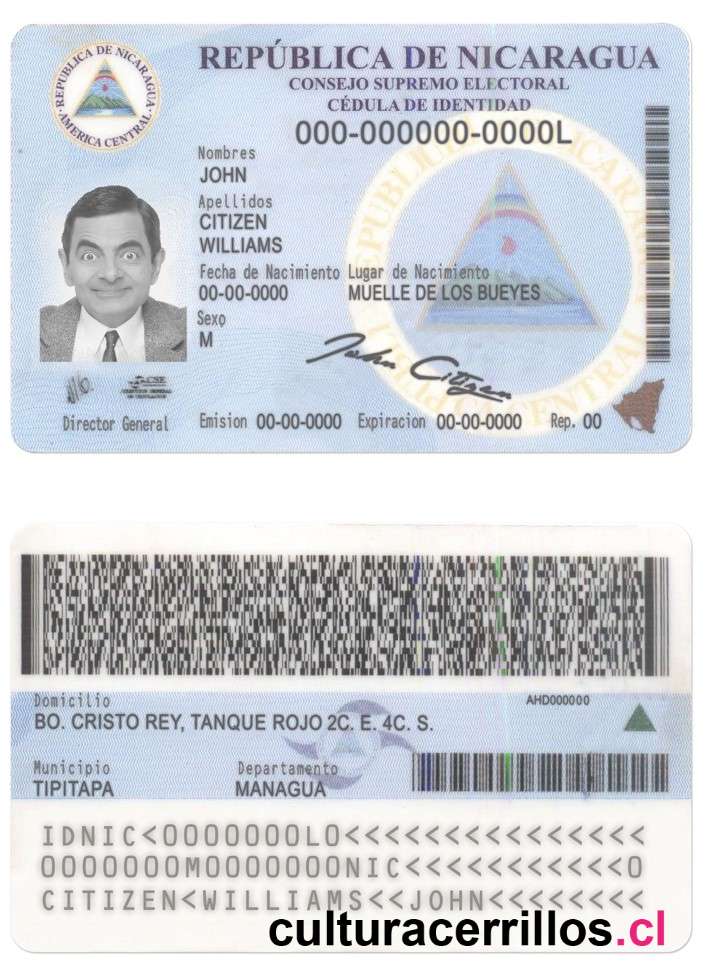 REPÚBLICA DE NICARAGUA
AMERICA CENTRAL
REPÚBLICA DE NICARAGUA
CONSEJO SUPREMO ELECTORAL
CÉDULA DE IDENTIDAD
000-000000-0000L
Nombres
JOHN
Apellidos
CITIZEN
WILLIAMS
Fecha de Nacimiento Lugar de Nacimiento
00-00-0000 MUELLE DE LOS BUEYES
Sexo
M
John Citizen
CSE
Director General
Emision 00-00-0000 Expiracion 00-00-0000 Rep. 00
Domicilio AHD000000
BO. CRISTO REY, TANQUE ROJO 2C. E. 4C. S.
Municipio Departamento
TIPITAPA MANAGUA
IDNIC<0000000L0<<<<<<<<<<<<<<<
0000000M0000000NIC<<<<<<<<<<<0
CITIZEN<WILLIAMS<<JOHN<<<<<<<<
culturacerrillos.cl